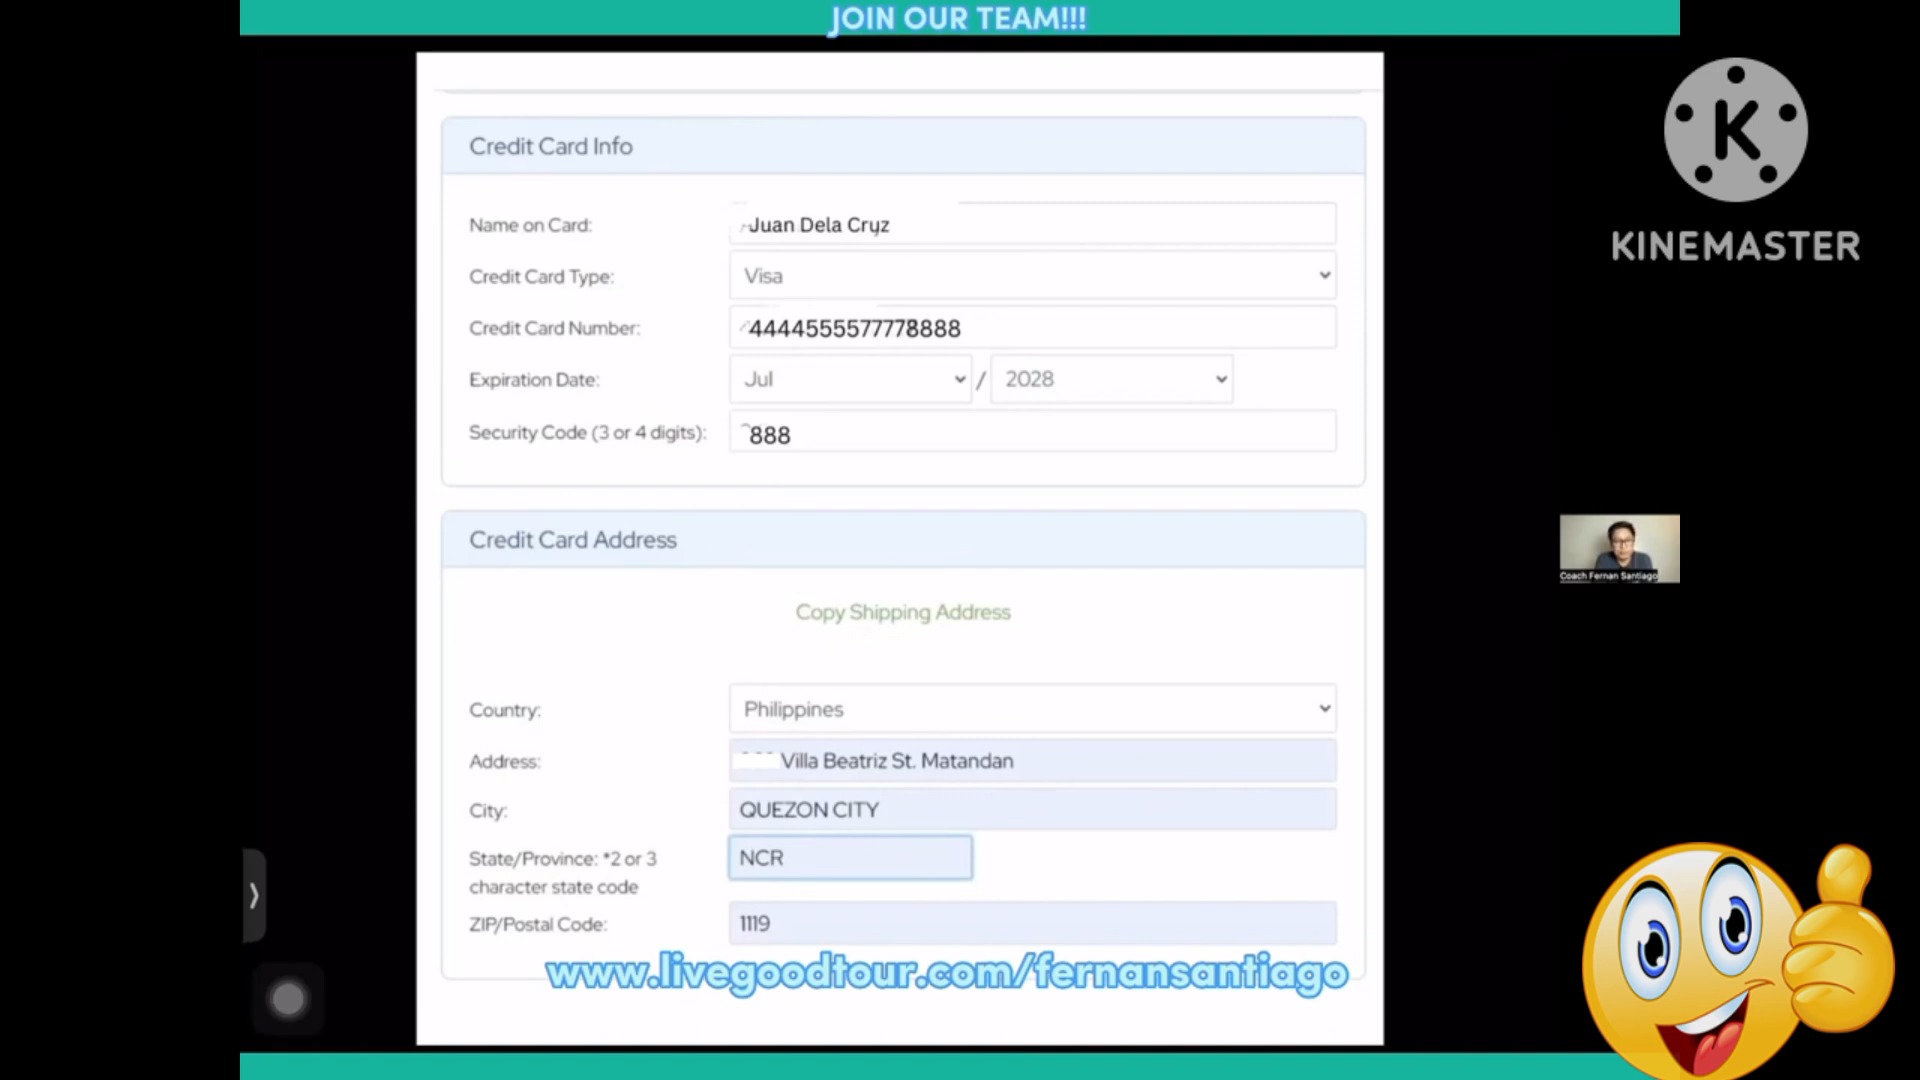 JOIN OUR TEAM!!!
KINEMASTER
Credit Card Info
Name on Card: Juan Dela Cruz
Credit Card Type: Visa
Credit Card Number: 4444555577778888
Expiration Date: Jul / 2028
Security Code (3 or 4 digits): 888
Credit Card Address
Copy Shipping Address
Coach Fernan Santiago
Country: Philippines
Address: Villa Beatriz St. Matandan
City: QUEZON CITY
State/Province: *2 or 3 NCR
character state code
ZIP/Postal Code: 1119
www.livegoodtour.com/fernansantiago